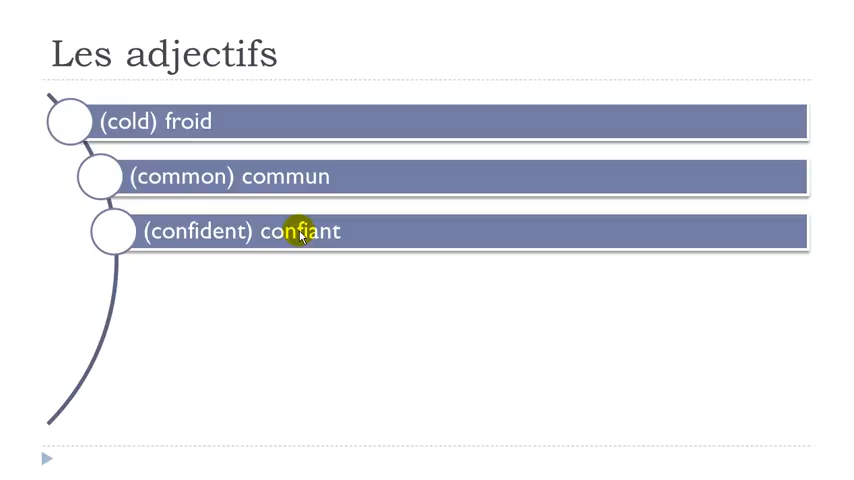 Les adjectifs
(cold) froid
(common) commun
(confident) confiant